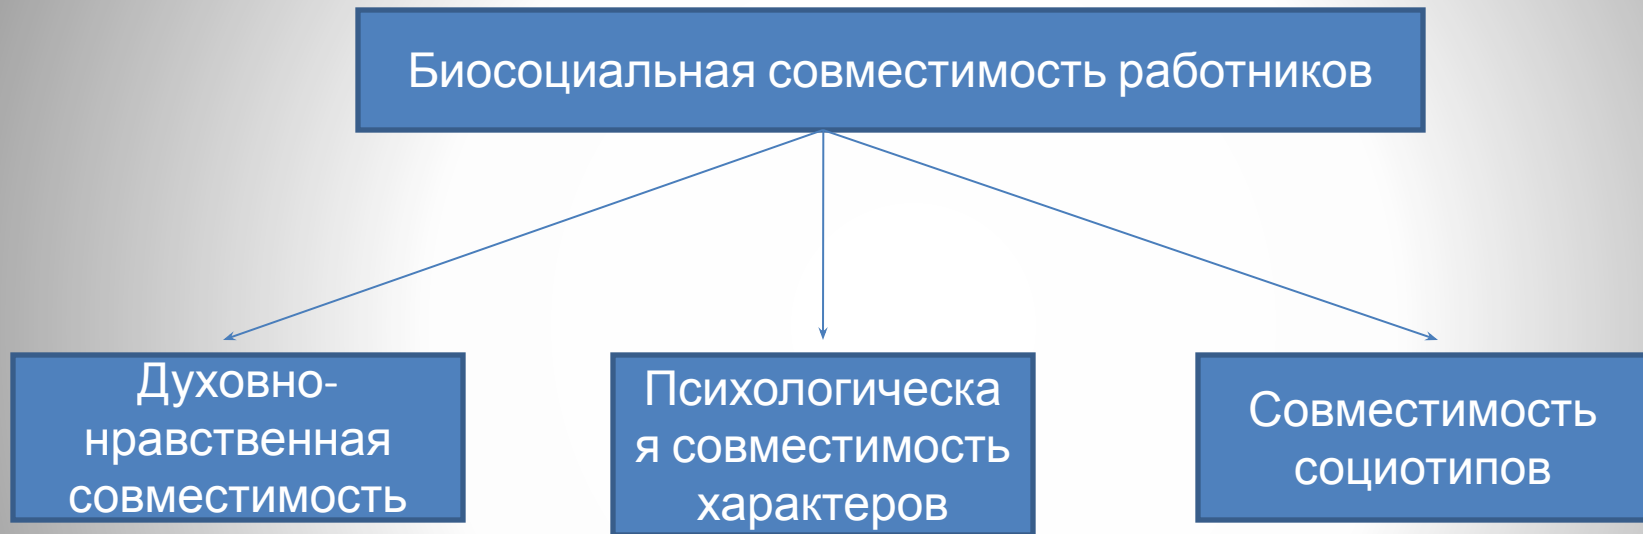 Биосоциальная совместимость работников
Духовно-
нравственная
совместимость
Психологическа
я совместимость
характеров
Совместимость
социотипов